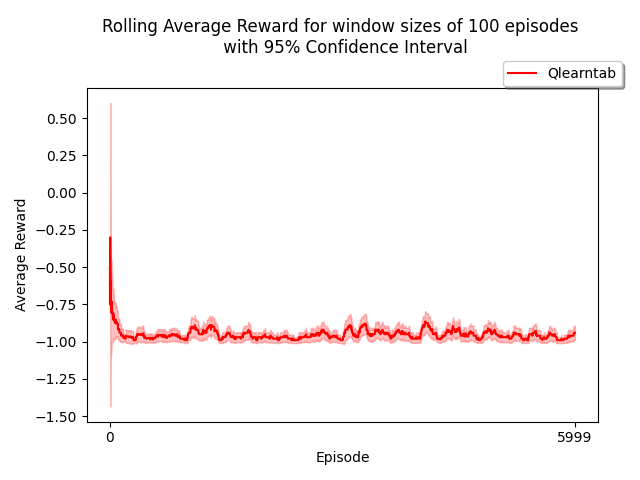 Rolling Average Reward for window sizes of 100 episodes
with 95% Confidence Interval
Qlearntab
Average Reward
0.50
0.25
0.00
−0.25
−0.50
−0.75
−1.00
−1.25
−1.50
0
5999
Episode